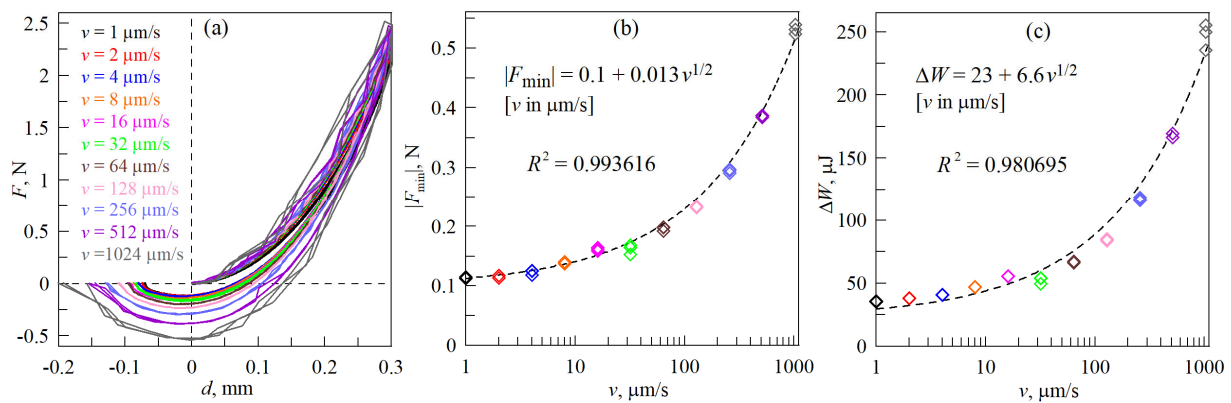 (a)
2.5
2
1.5
1
0.5
0
-0.5
F, N
v = 1 µm/s
v = 2 µm/s
v = 4 µm/s
v = 8 µm/s
v = 16 µm/s
v = 32 µm/s
v = 64 µm/s
v = 128 µm/s
v = 256 µm/s
v = 512 µm/s
v =1024 µm/s
-0.2 -0.1 0 0.1 0.2 0.3
d, mm
(b)
0.5
0.4
0.3
0.2
0.1
0
|Fmin|, N
|Fmin| = 0.1 + 0.013 v^1/2
[v in µm/s]
R² = 0.993616
1 10 100 1000
v, µm/s
(c)
250
200
150
100
50
0
ΔW, µJ
ΔW = 23 + 6.6 v^1/2
[v in µm/s]
R² = 0.980695
1 10 100 1000
v, µm/s